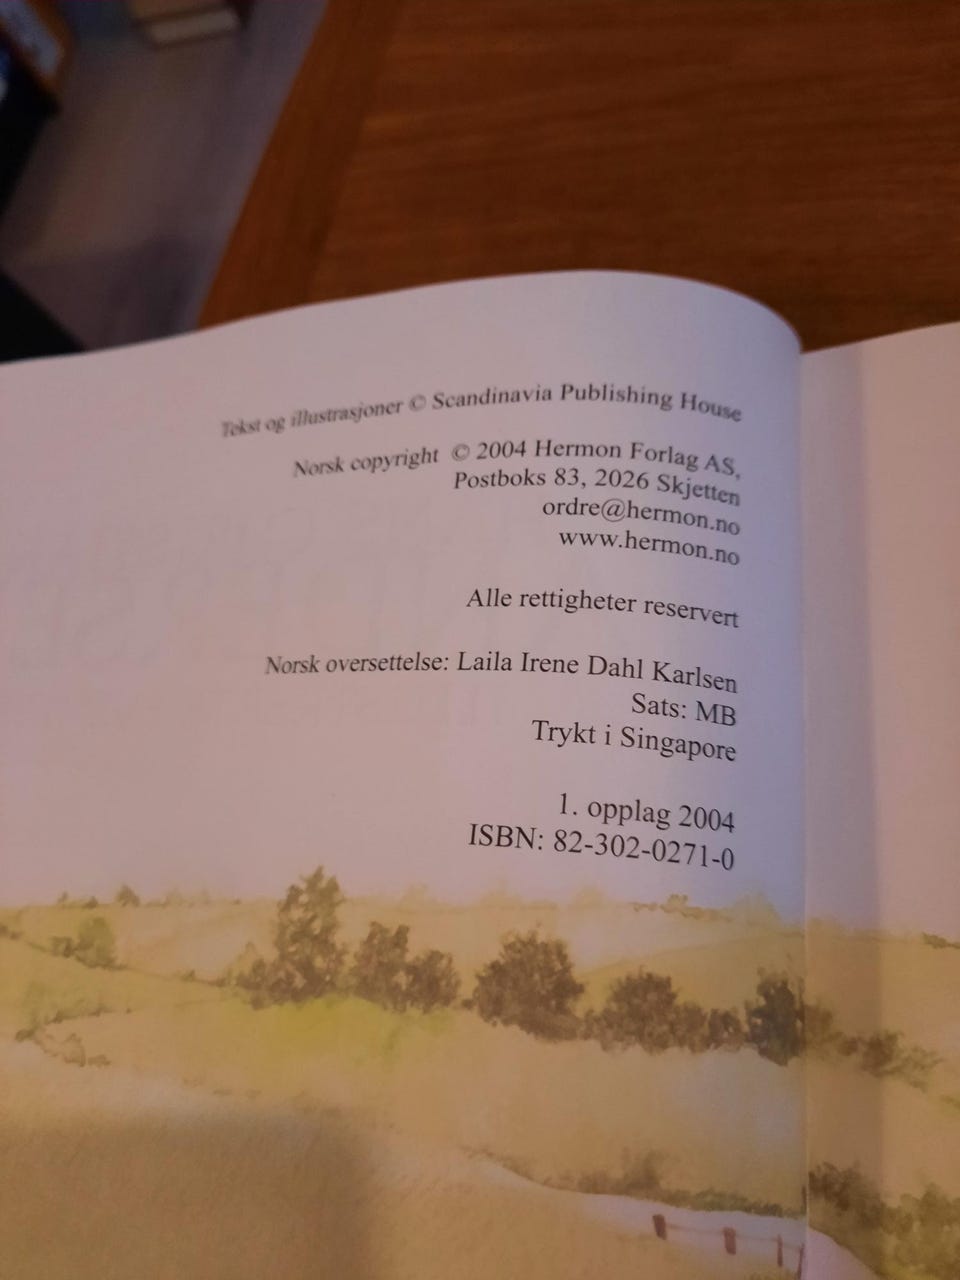 Tekst og illustrasjoner © Scandinavia Publishing House
Norsk copyright © 2004 Hermon Forlag AS,
Postboks 83, 2026 Skjetten
ordre@hermon.no
www.hermon.no
Alle rettigheter reservert
Norsk oversettelse: Laila Irene Dahl Karlsen
Sats: MB
Trykt i Singapore
1. opplag 2004
ISBN: 82-302-0271-0